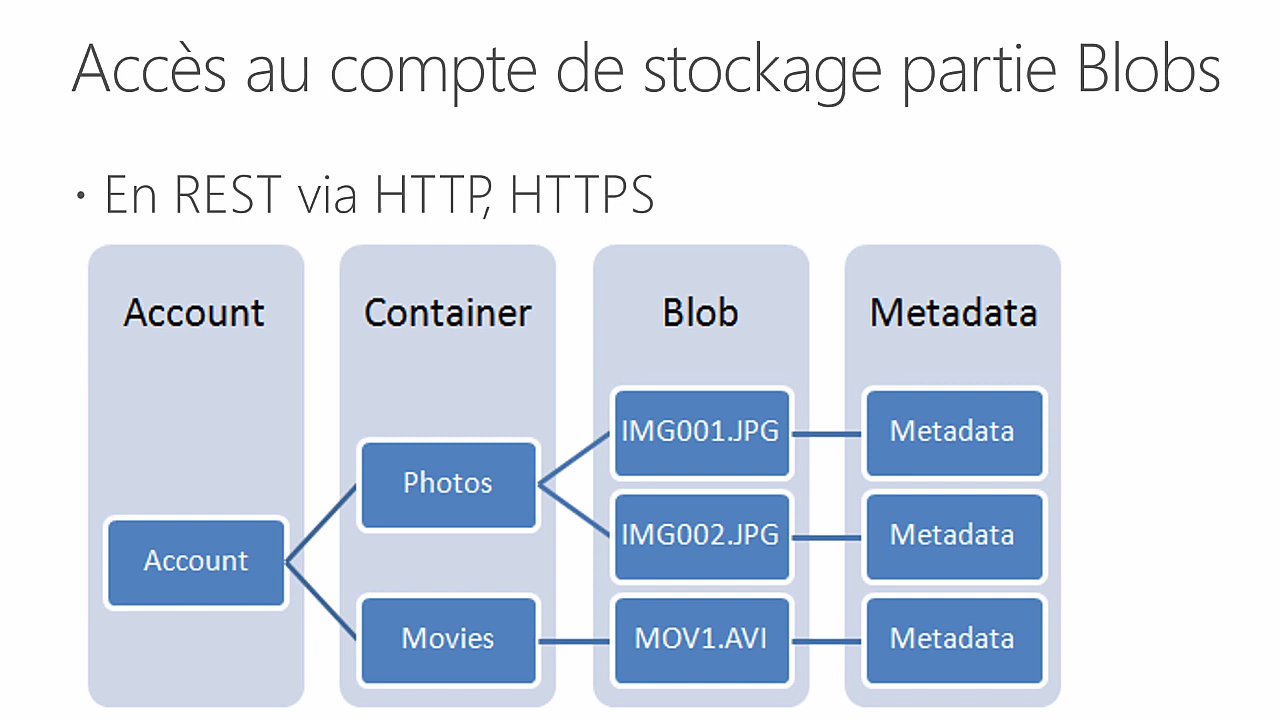 Accès au compte de stockage partie Blobs
• En REST via HTTP, HTTPS
Account Container Blob Metadata
IMG001.JPG Metadata
Photos
IMG002.JPG Metadata
Account
Movies MOV1.AVI Metadata